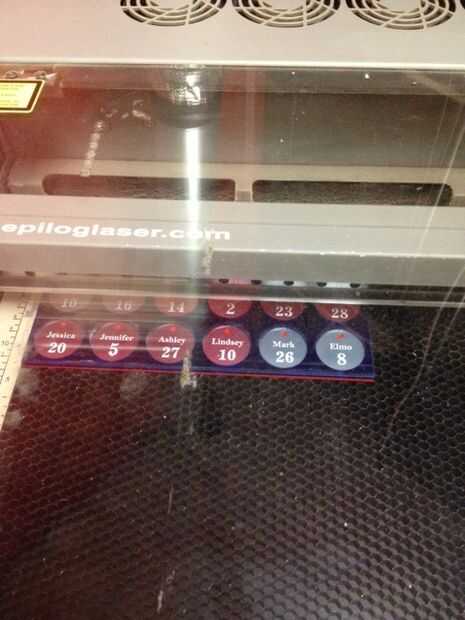 epiloglaser.com
10 16 14 2 23 28
Jessica Jennifer Ashley Lindsey Mark Elmo
20 5 27 10 26 8